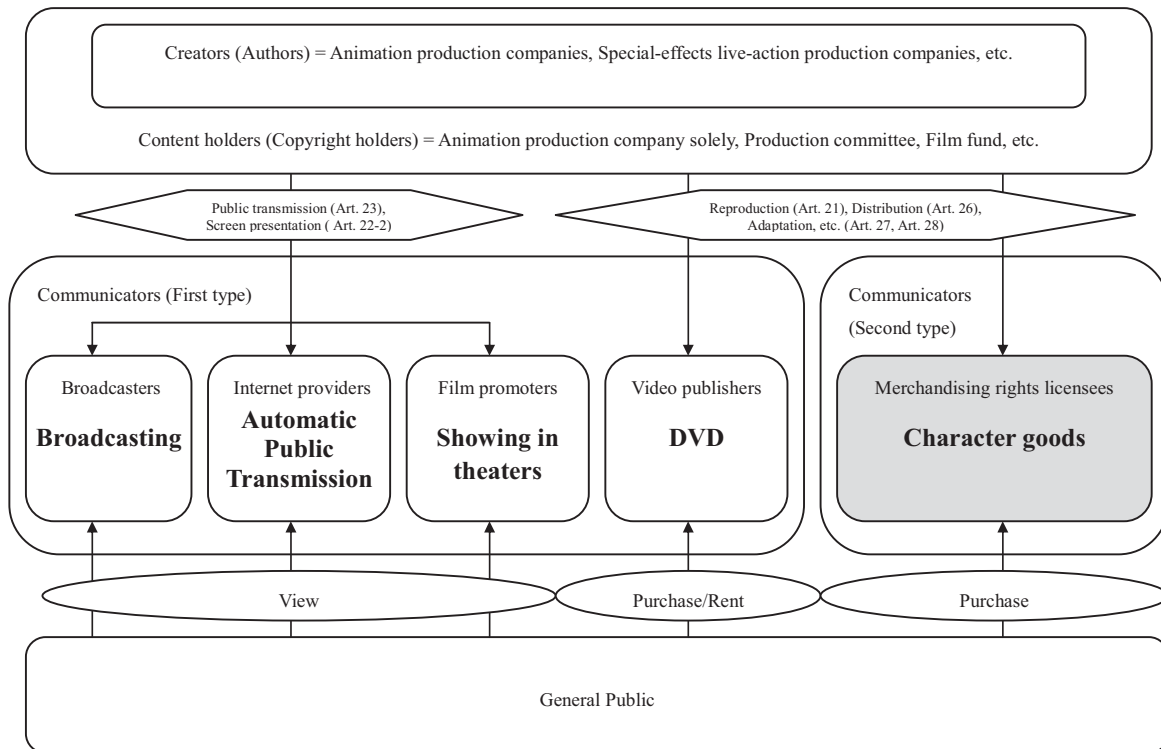 Creators (Authors) = Animation production companies, Special-effects live-action production companies, etc.
Content holders (Copyright holders) = Animation production company solely, Production committee, Film fund, etc.
Public transmission (Art. 23),
Screen presentation ( Art. 22-2)
Reproduction (Art. 21), Distribution (Art. 26),
Adaptation, etc. (Art. 27, Art. 28)
Communicators (First type)
Communicators
(Second type)
Broadcasters
Broadcasting
Internet providers
Automatic
Public
Transmission
Film promoters
Showing in
theaters
Video publishers
DVD
Merchandising rights licensees
Character goods
View
Purchase/Rent
Purchase
General Public